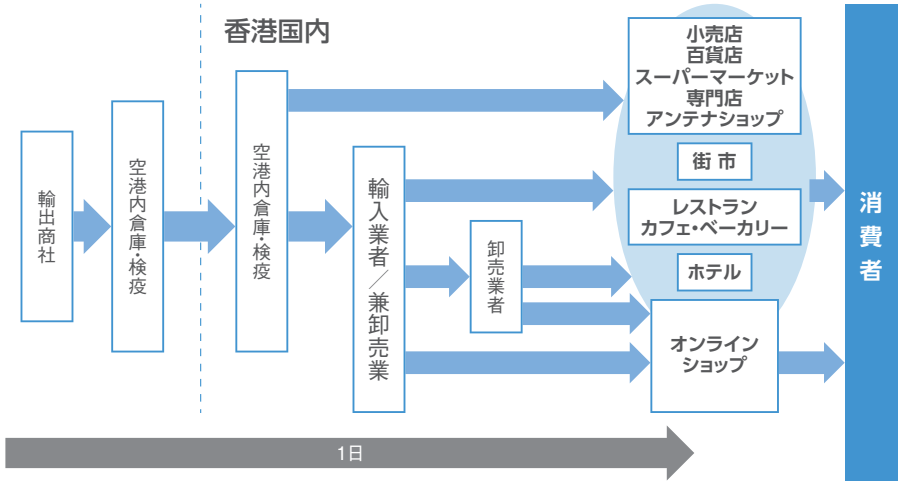 香港国内
輸出商社
空港内倉庫・検疫
空港内倉庫・検疫
輸入業者／兼卸売業
卸売業者
小売店
百貨店
スーパーマーケット
専門店
アンテナショップ
街市
レストラン
カフェ・ベーカリー
ホテル
オンライン
ショップ
消費者
1日